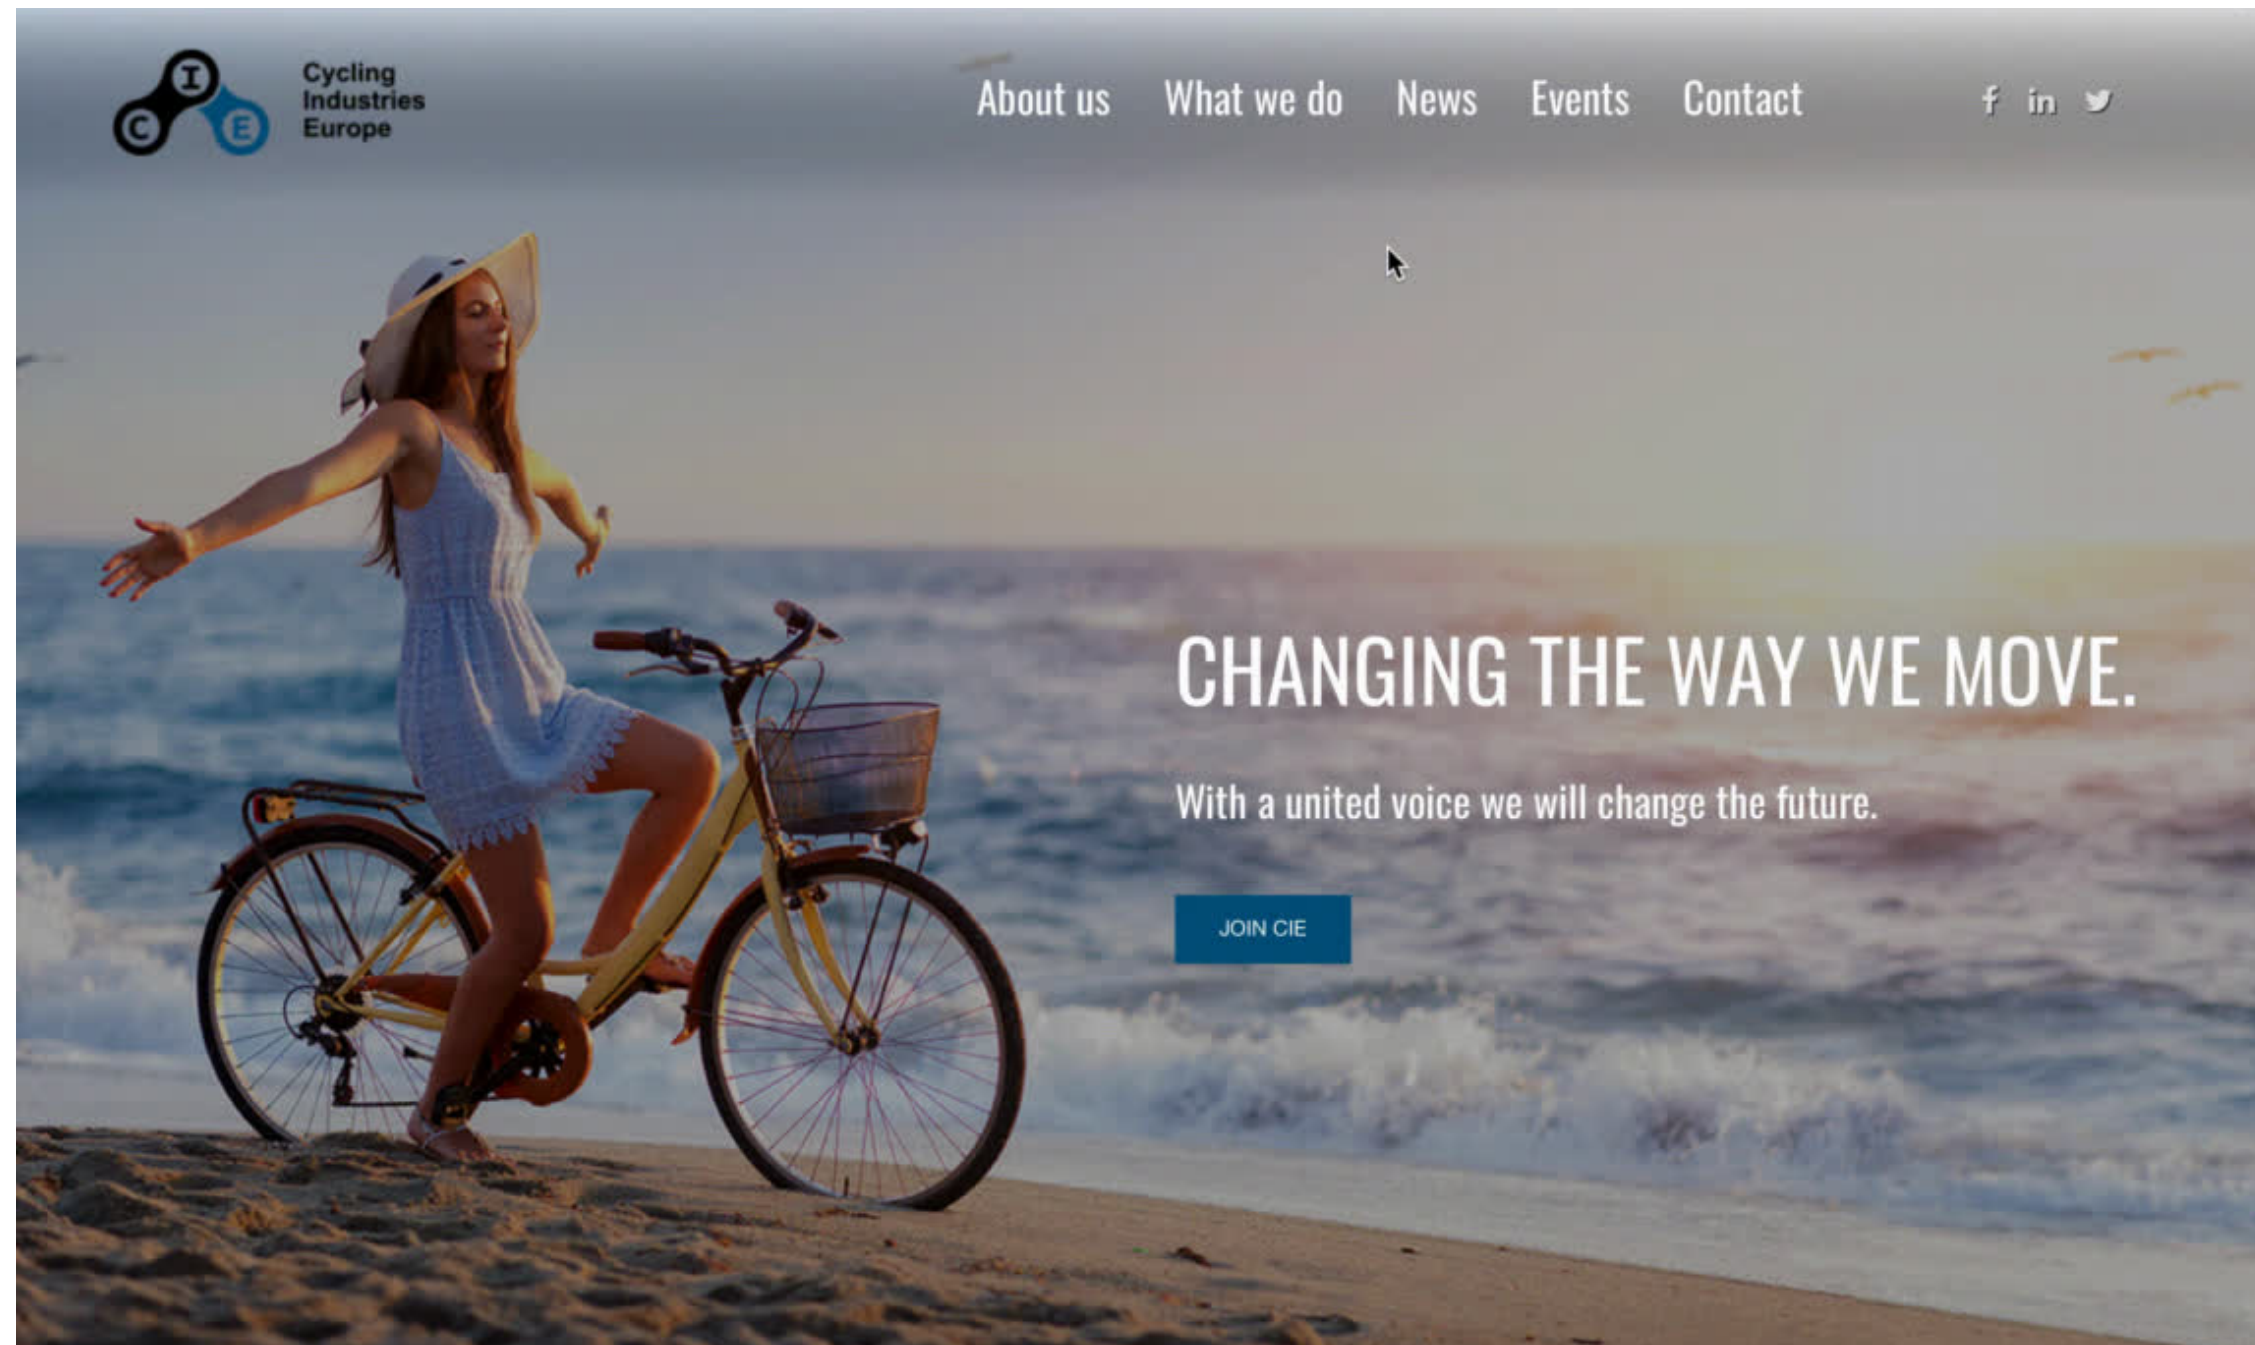 I
C
E
Cycling
Industries
Europe
About us What we do News Events Contact f in
CHANGING THE WAY WE MOVE.
With a united voice we will change the future.
JOIN CIE